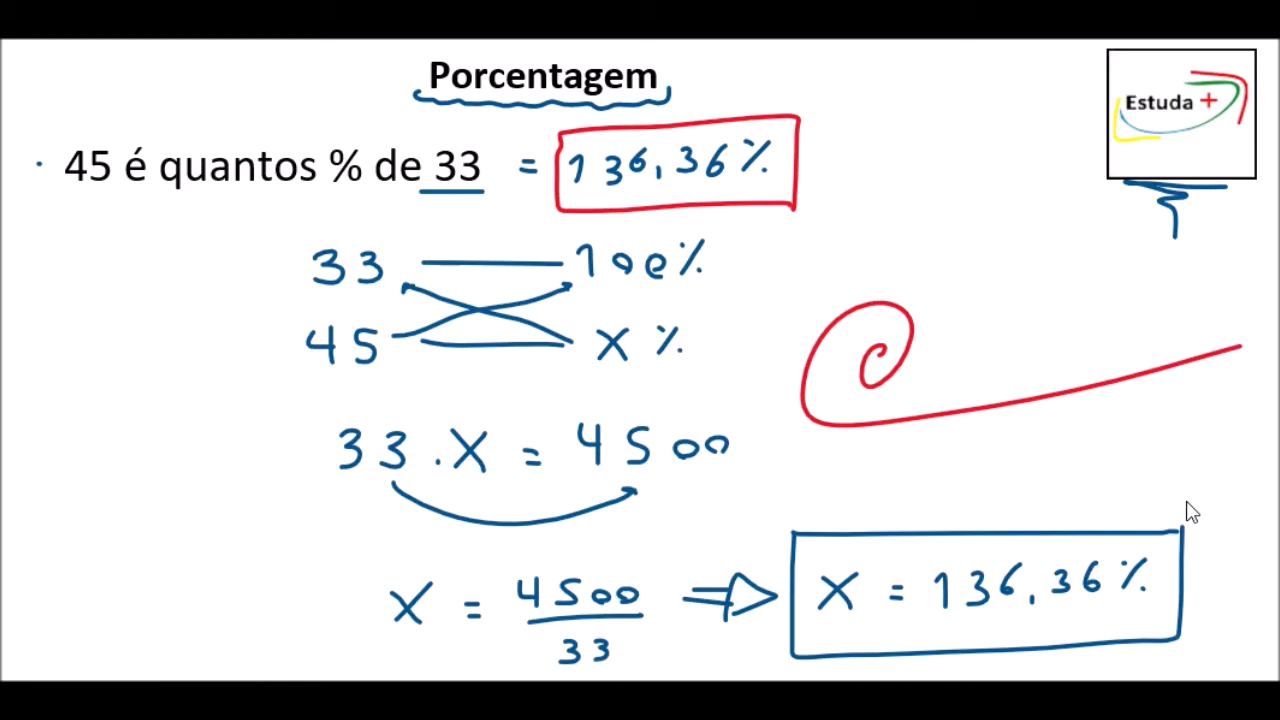 Porcentagem
Estuda +
45 é quantos % de 33 = 136,36%
33 100%
45 X %
33 . X = 4500
X = 4500
33
X = 136,36%